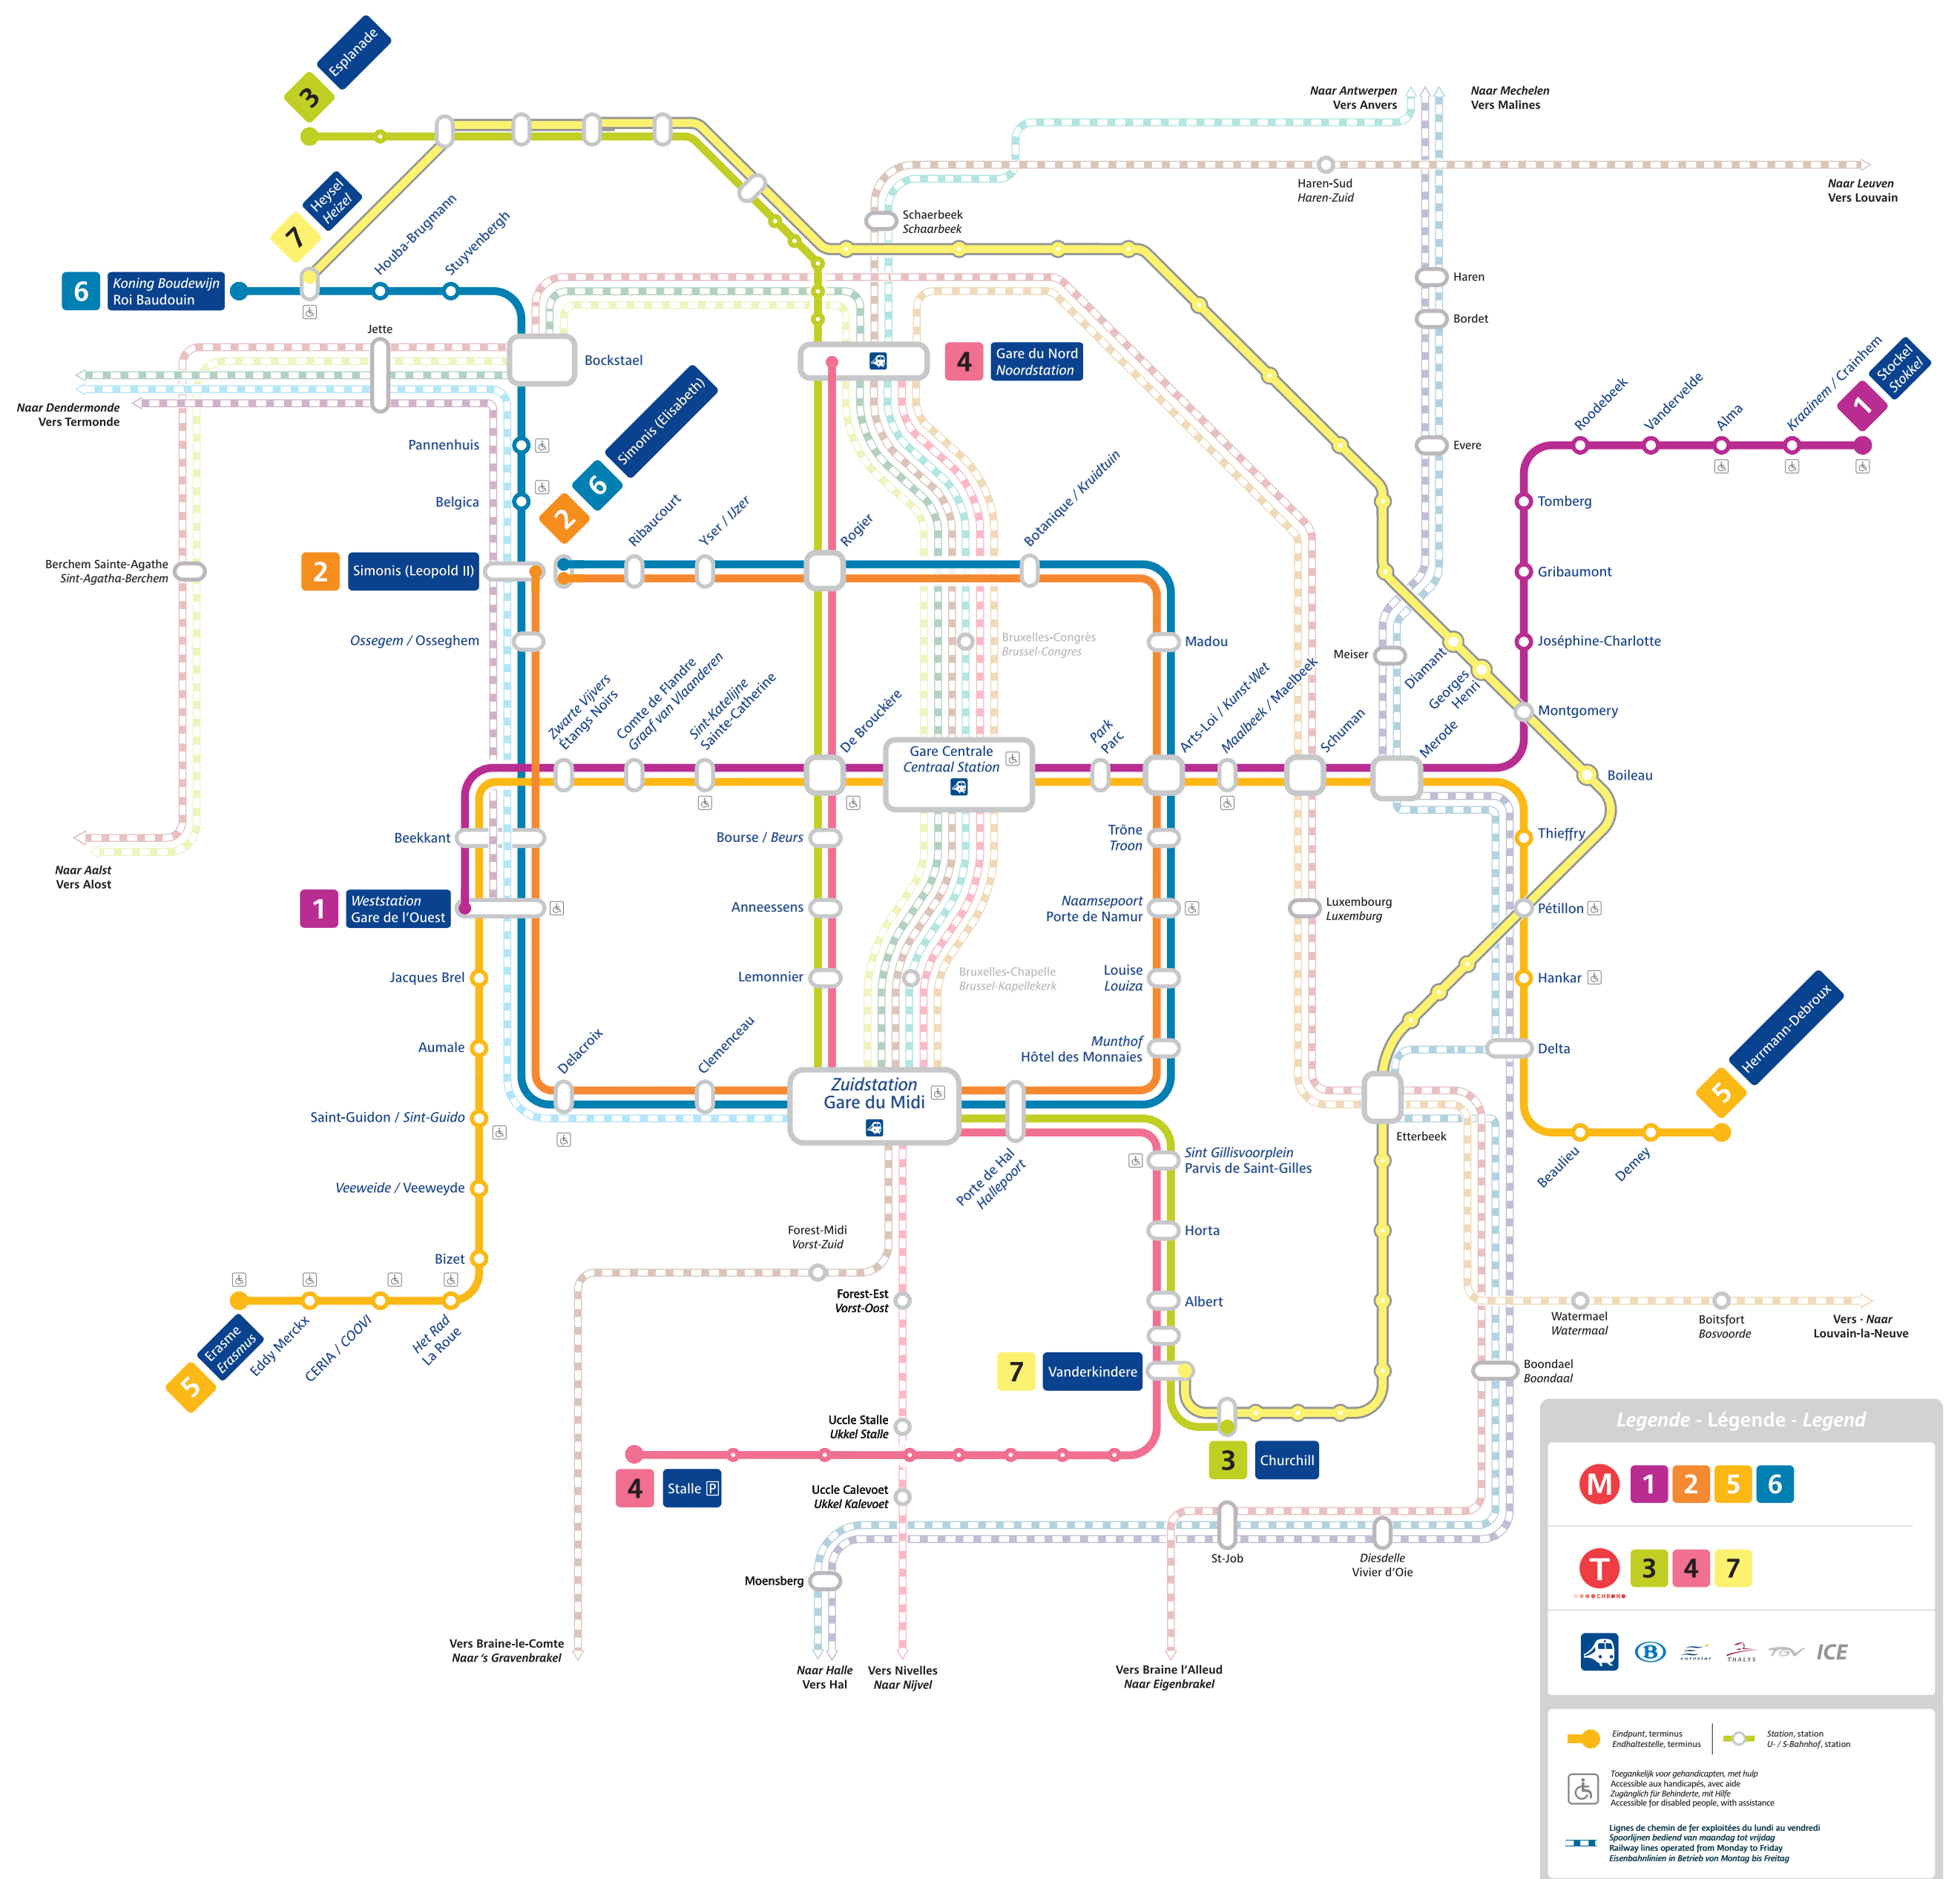 3
Esplanade
Naar Antwerpen
Vers Anvers
Naar Mechelen
Vers Malines
7
Heysel
Heizel
Houba-Brugmann
Stuyvenbergh
Schaerbeek
Schaarbeek
Haren-Sud
Haren-Zuid
Naar Leuven
Vers Louvain
6
Koning Boudewijn
Roi Baudouin
Haren
Bordet
Evere
Jette
Bockstael
4
Gare du Nord
Noordstation
Naar Dendermonde
Vers Termonde
Roodebeek
Vandervelde
Alma
Kraainem / Crainhem
1
Stockel
Stokkel
Pannenhuis
Belgica
2
6
Simonis (Elisabeth)
Ribaucourt
Yser / IJzer
Rogier
Botanique / Kruidtuin
Tomberg
Berchem Sainte-Agathe
Sint-Agatha-Berchem
2
Simonis (Leopold II)
Gribaumont
Ossegem / Osseghem
Bruxelles-Congrès
Brussel-Congres
Madou
Meiser
Diamant
Georges
Henri
Joséphine-Charlotte
Zwarte Vijvers
Étangs Noirs
Comte de Flandre
Graaf van Vlaanderen
Sint-Katelijne
Sainte-Catherine
De Brouckère
Gare Centrale
Centraal Station
Park
Parc
Arts-Loi / Kunst-Wet
Maalbeek / Maelbeek
Schuman
Merode
Montgomery
Boileau
Beekkant
Bourse / Beurs
Trône
Troon
Thieffry
Naar Aalst
Vers Alost
1
Weststation
Gare de l'Ouest
Anneessens
Naamsepoort
Porte de Namur
Luxembourg
Luxemburg
Pétillon
Jacques Brel
Lemonnier
Bruxelles-Chapelle
Brussel-Kapellekerk
Louise
Louiza
Hankar
Aumale
Delacroix
Clemenceau
Munthof
Hôtel des Monnaies
Delta
5
Herrmann-Debroux
Zuidstation
Gare du Midi
Saint-Guidon / Sint-Guido
Etterbeek
Beaulieu
Demey
Porte de Hal
Hallepoort
Sint Gillisvoorplein
Parvis de Saint-Gilles
Veeweide / Veeweyde
Forest-Midi
Vorst-Zuid
Horta
Bizet
Forest-Est
Vorst-Oost
Albert
5
Erasme
Erasmus
Eddy Merckx
CERIA / COOVI
Het Rad
La Roue
Watermael
Watermaal
Boitsfort
Bosvoorde
Vers · Naar
Louvain-la-Neuve
7
Vanderkindere
Boondael
Boondaal
Uccle Stalle
Ukkel Stalle
3
Churchill
4
Stalle P
Uccle Calevoet
Ukkel Kalevoet
St-Job
Diesdelle
Vivier d'Oie
Moensberg
Vers Braine-le-Comte
Naar 's Gravenbrakel
Naar Halle
Vers Hal
Vers Nivelles
Naar Nijvel
Vers Braine l'Alleud
Naar Eigenbrakel
Legende - Légende - Legend
M 1 2 5 6
T 3 4 7
CHRONO
B eurostar THALYS TGV ICE
Eindpunt, terminus
Endhaltestelle, terminus
Station, station
U- / S-Bahnhof, station
Toegankelijk voor gehandicapten, met hulp
Accessible aux handicapés, avec aide
Zugänglich für Behinderte, mit Hilfe
Accessible for disabled people, with assistance
Lignes de chemin de fer exploitées du lundi au vendredi
Spoorlijnen bediend van maandag tot vrijdag
Railway lines operated from Monday to Friday
Eisenbahnlinien in Betrieb von Montag bis Freitag